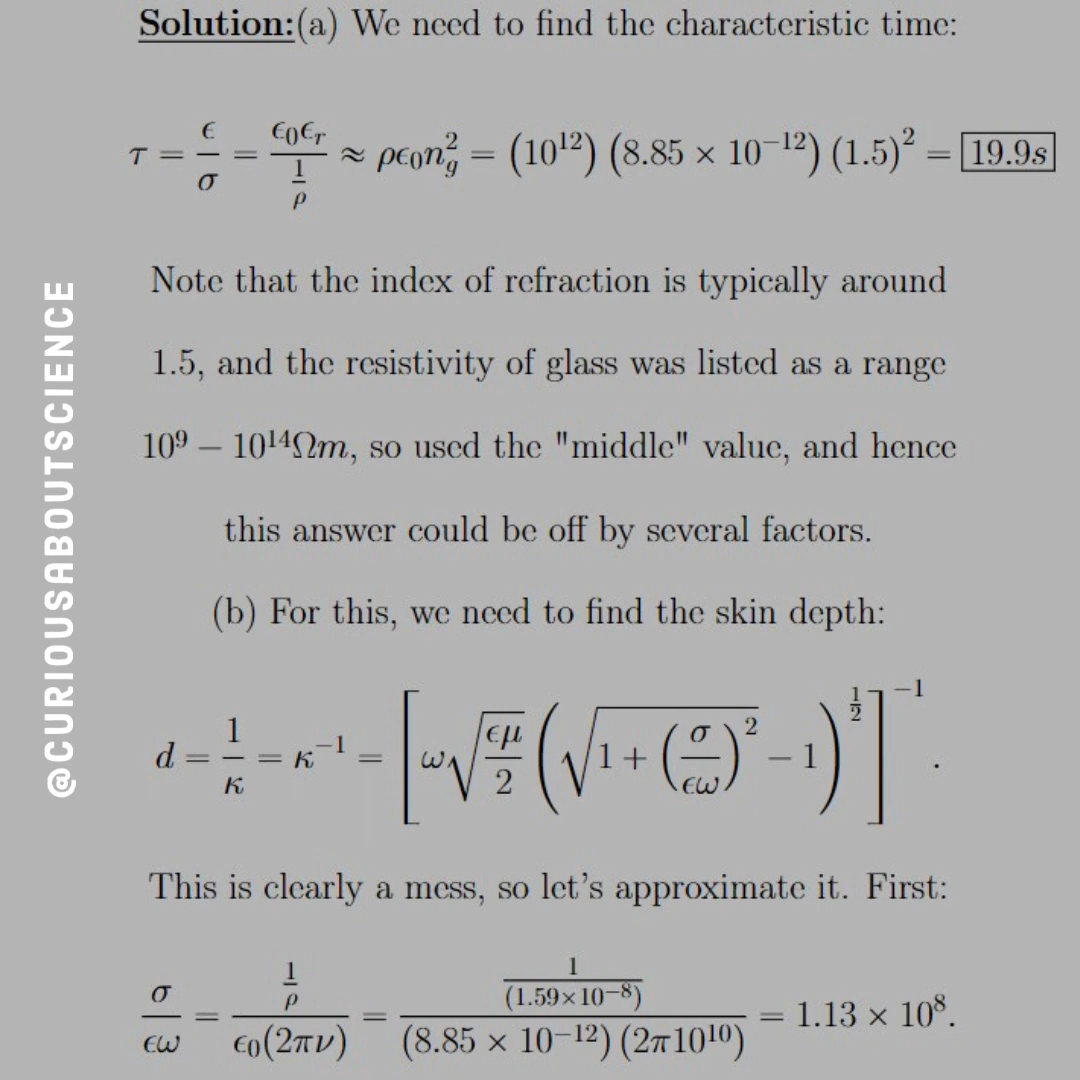 @CURIOUSABOUTSCIENCE
Solution:(a) We need to find the characteristic time:
τ = ϵ/σ = ϵ₀ϵᵣ/(1/ρ) ≈ ρϵ₀n_g² = (10¹²) (8.85 × 10⁻¹²) (1.5)² = 19.9s
Note that the index of refraction is typically around
1.5, and the resistivity of glass was listed as a range
10⁹ − 10¹⁴Ωm, so used the "middle" value, and hence
this answer could be off by several factors.
(b) For this, we need to find the skin depth:
d = 1/κ = κ⁻¹ = [ω√(ϵμ/2) (√(1 + (σ/ϵω)²) − 1)^(1/2)]⁻¹ .
This is clearly a mess, so let's approximate it. First:
σ/ϵω = (1/ρ)/(ϵ₀(2πν)) = (1/(1.59×10⁻⁸))/((8.85 × 10⁻¹²) (2π10¹⁰)) = 1.13 × 10⁸.